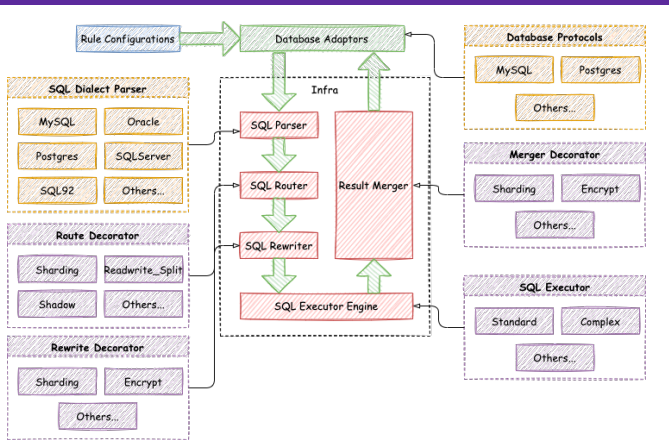 Rule Configurations
Database Adaptors
Database Protocols
MySQL
Postgres
Others...
SQL Dialect Parser
MySQL
Oracle
Postgres
SQLServer
SQL92
Others...
Infra
SQL Parser
SQL Router
SQL Rewriter
Result Merger
SQL Executor Engine
Merger Decorator
Sharding
Encrypt
Others...
Route Decorator
Sharding
Readwrite_Split
Shadow
Others...
SQL Executor
Standard
Complex
Others...
Rewrite Decorator
Sharding
Encrypt
Others...